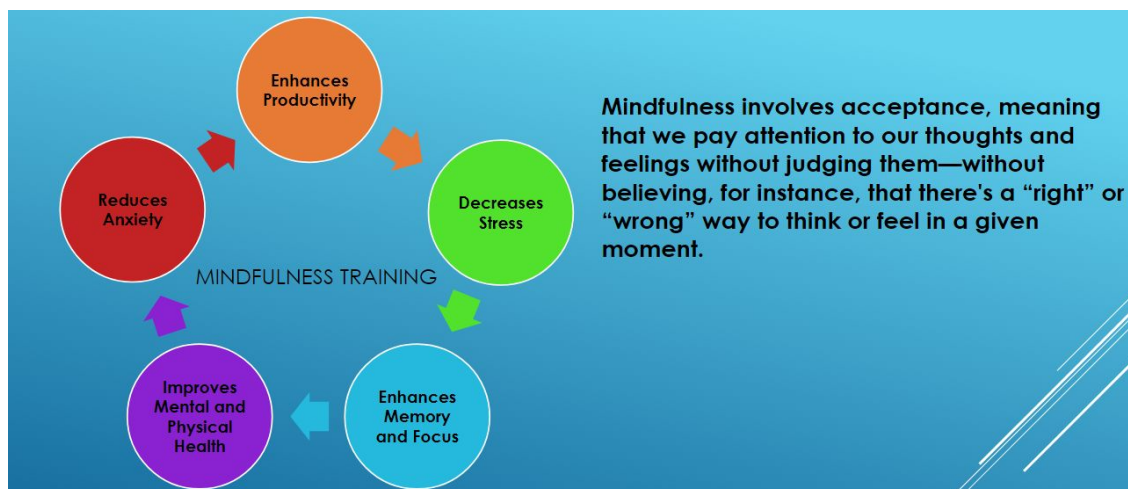 Enhances
Productivity
Decreases
Stress
Enhances
Memory
and Focus
Improves
Mental and
Physical
Health
Reduces
Anxiety
MINDFULNESS TRAINING
Mindfulness involves acceptance, meaning
that we pay attention to our thoughts and
feelings without judging them—without
believing, for instance, that there's a “right” or
“wrong” way to think or feel in a given
moment.